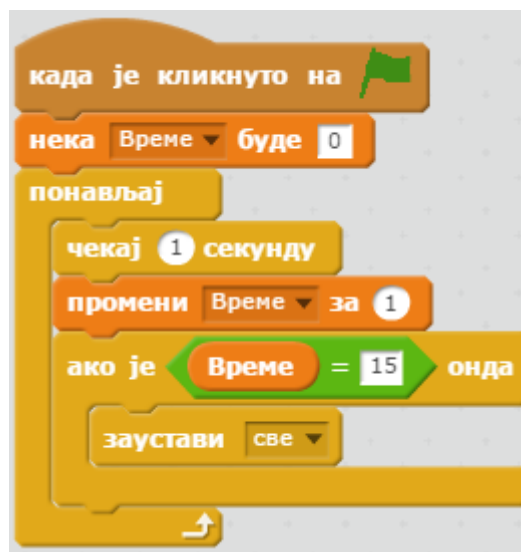 када је кликнуто на
нека Време буде 0
понављај
чекај 1 секунду
промени Време за 1
ако је Време = 15 онда
заустави све